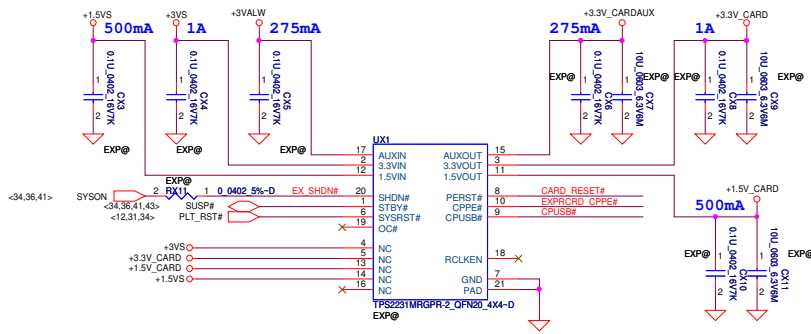 +1.5VS
500mA
+3VS
1A
+3VALW
275mA
275mA
+3.3V_CARDAUX
1A
+3.3V_CARD
1
2
0.1U_0402_16V7K
CX3
EXP@
1
2
0.1U_0402_16V7K
CX4
EXP@
1
2
0.1U_0402_16V7K
CX5
EXP@
EXP@
1
2
0.1U_0402_16V7K
CX6
1
2
10U_0603_6.3V6M
CX7
EXP@
EXP@
1
2
0.1U_0402_16V7K
CX8
1
2
10U_0603_6.3V6M
CX9
EXP@
UX1
17 AUXIN AUXOUT 15
2 3.3VIN 3.3VOUT 3
12 1.5VIN 1.5VOUT 11
EXP@
<34,36,41> SYSON 2 RX11 1 0_0402_5%~D EX_SHDN# 20 SHDN# PERST# 8 CARD_RESET#
<34,36,41,43> SUSP# 1 STBY# CPPE# 10 EXPRCRD_CPPE#
<12,31,34> PLT_RST# 6 SYSRST# CPUSB# 9 CPUSB#
19 OC#
+3VS 4 NC
+3.3V_CARD 5 NC RCLKEN 18
+1.5V_CARD 13 NC
+1.5VS 14 NC GND 7
16 NC PAD 21
TPS2231MRGPR-2_QFN20_4X4~D
EXP@
+1.5V_CARD
500mA
EXP@
1
2
0.1U_0402_16V7K
CX10
1
2
10U_0603_6.3V6M
CX11
EXP@